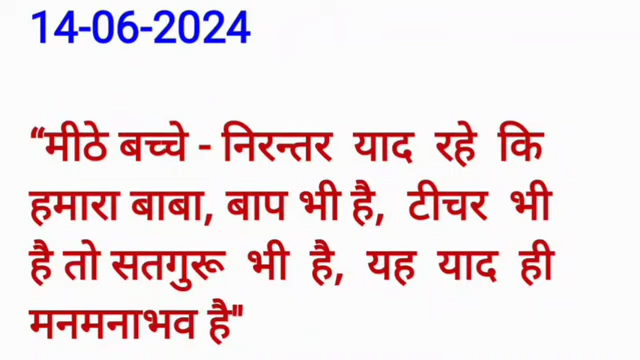 14-06-2024
“मीठे बच्चे - निरन्तर याद रहे कि
हमारा बाबा, बाप भी है, टीचर भी
है तो सतगुरू भी है, यह याद ही
मनमनाभव है"